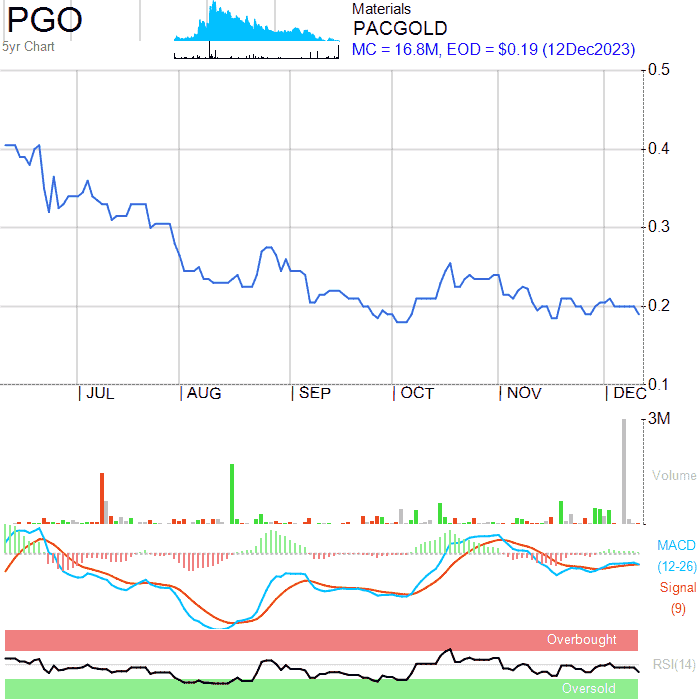 PGO
5yr Chart
Materials
PACGOLD
MC = 16.8M, EOD = $0.19 (12Dec2023)
0.5
0.4
0.3
0.2
0.1
JUL AUG SEP OCT NOV DEC
3M
Volume
MACD
(12-26)
Signal
(9)
Overbought
RSI(14)
Oversold